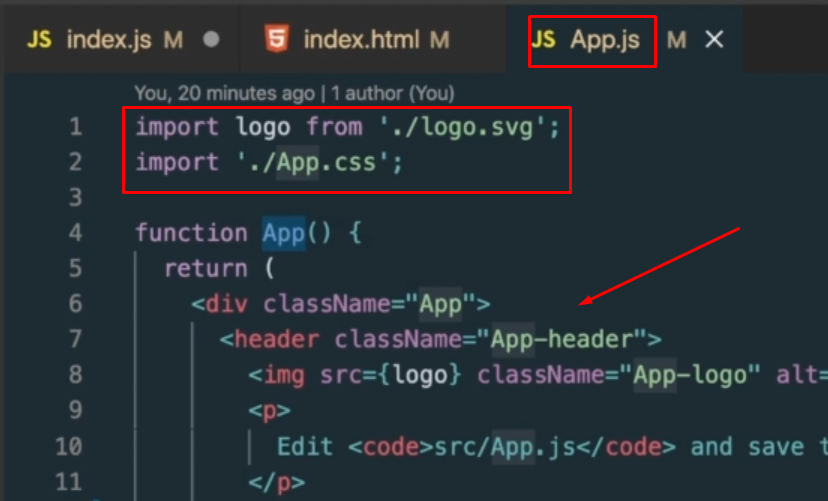 JS index.js M
5 index.html M
JS App.js M
You, 20 minutes ago | 1 author (You)
1 import logo from './logo.svg';
2 import './App.css';
3
4 function App() {
5 return (
6 <div className="App">
7 <header className="App-header">
8 <img src={logo} className="App-logo" alt=
9 <p>
10 Edit <code>src/App.js</code> and save t
11 </p>